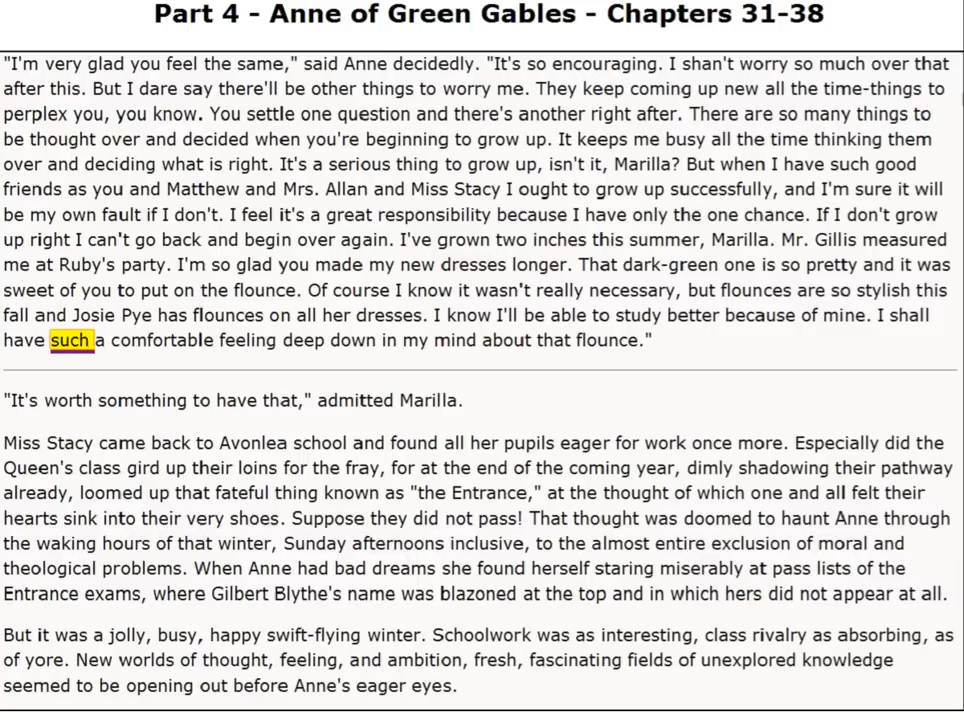 Part 4 - Anne of Green Gables - Chapters 31-38
"I'm very glad you feel the same," said Anne decidedly. "It's so encouraging. I shan't worry so much over that
after this. But I dare say there'll be other things to worry me. They keep coming up new all the time-things to
perplex you, you know. You settle one question and there's another right after. There are so many things to
be thought over and decided when you're beginning to grow up. It keeps me busy all the time thinking them
over and deciding what is right. It's a serious thing to grow up, isn't it, Marilla? But when I have such good
friends as you and Matthew and Mrs. Allan and Miss Stacy I ought to grow up successfully, and I'm sure it will
be my own fault if I don't. I feel it's a great responsibility because I have only the one chance. If I don't grow
up right I can't go back and begin over again. I've grown two inches this summer, Marilla. Mr. Gillis measured
me at Ruby's party. I'm so glad you made my new dresses longer. That dark-green one is so pretty and it was
sweet of you to put on the flounce. Of course I know it wasn't really necessary, but flounces are so stylish this
fall and Josie Pye has flounces on all her dresses. I know I'll be able to study better because of mine. I shall
have such a comfortable feeling deep down in my mind about that flounce."
"It's worth something to have that," admitted Marilla.
Miss Stacy came back to Avonlea school and found all her pupils eager for work once more. Especially did the
Queen's class gird up their loins for the fray, for at the end of the coming year, dimly shadowing their pathway
already, loomed up that fateful thing known as "the Entrance," at the thought of which one and all felt their
hearts sink into their very shoes. Suppose they did not pass! That thought was doomed to haunt Anne through
the waking hours of that winter, Sunday afternoons inclusive, to the almost entire exclusion of moral and
theological problems. When Anne had bad dreams she found herself staring miserably at pass lists of the
Entrance exams, where Gilbert Blythe's name was blazoned at the top and in which hers did not appear at all.
But it was a jolly, busy, happy swift-flying winter. Schoolwork was as interesting, class rivalry as absorbing, as
of yore. New worlds of thought, feeling, and ambition, fresh, fascinating fields of unexplored knowledge
seemed to be opening out before Anne's eager eyes.